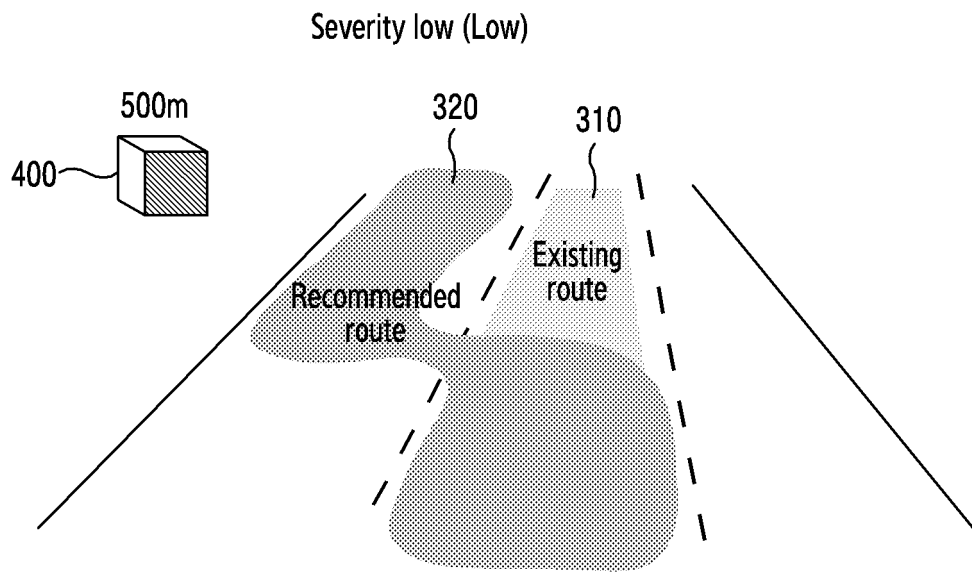 Severity low (Low)
500m
320
310
400
Existing
route
Recommended
route